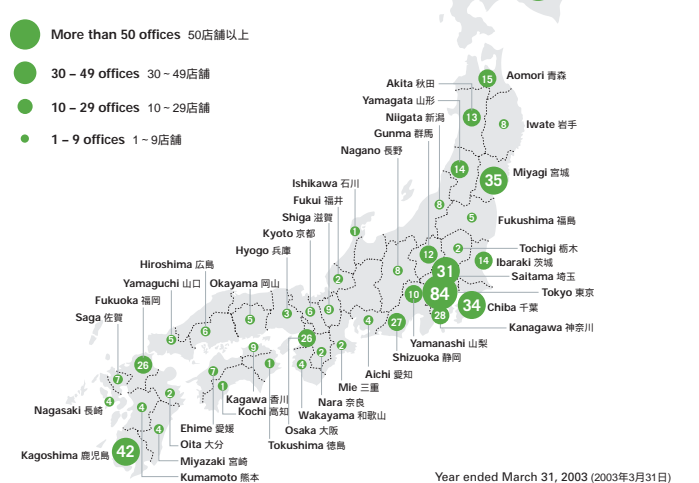 More than 50 offices 50店舗以上
30 – 49 offices 30～49店舗
10 – 29 offices 10～29店舗
1 – 9 offices 1～9店舗
Aomori 青森
15
Akita 秋田
13
Yamagata 山形
14
Iwate 岩手
8
Niigata 新潟
8
Gunma 群馬
12
Miyagi 宮城
35
Nagano 長野
8
Ishikawa 石川
1
Fukui 福井
2
Shiga 滋賀
9
Kyoto 京都
6
Hyogo 兵庫
3
Fukushima 福島
5
Tochigi 栃木
2
Ibaraki 茨城
14
Saitama 埼玉
31
Tokyo 東京
84
Chiba 千葉
34
Kanagawa 神奈川
28
Hiroshima 広島
6
Yamaguchi 山口
5
Okayama 岡山
5
Fukuoka 福岡
26
Saga 佐賀
7
Yamanashi 山梨
10
Shizuoka 静岡
27
Aichi 愛知
4
Mie 三重
2
Nara 奈良
2
Wakayama 和歌山
4
Osaka 大阪
26
Kagawa 香川
9
Kochi 高知
1
Tokushima 徳島
1
Ehime 愛媛
7
Nagasaki 長崎
4
Oita 大分
2
Miyazaki 宮崎
4
Kumamoto 熊本
4
Kagoshima 鹿児島
42
Year ended March 31, 2003 (2003年3月31日)